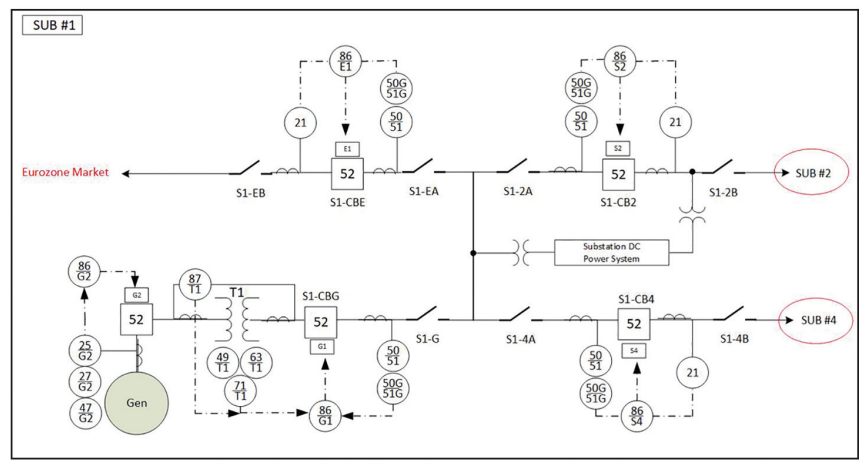 SUB #1
86
E1
50G
51G
50
51
21
E1
52
S1-CBE
S1-EB
S1-EA
Eurozone Market
86
S2
50G
51G
50
51
21
S2
52
S1-CB2
S1-2A
S1-2B
SUB #2
Substation DC
Power System
86
G2
G2
52
25
G2
27
G2
47
G2
Gen
87
T1
T1
49
T1
63
T1
71
T1
S1-CBG
52
G1
86
G1
50
51
50G
51G
S1-G
S1-4A
S1-CB4
52
S4
50
51
50G
51G
86
S4
21
S1-4B
SUB #4